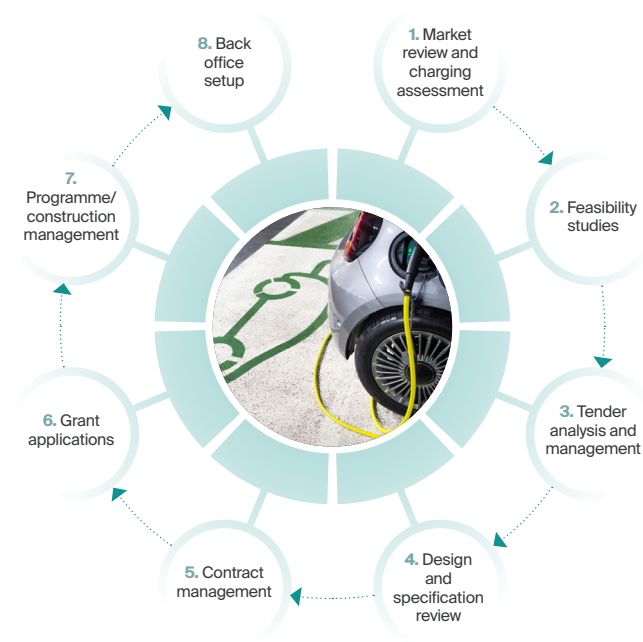 1. Market
review and
charging
assessment
2. Feasibility
studies
3. Tender
analysis and
management
4. Design
and
specification
review
5. Contract
management
6. Grant
applications
7.
Programme/
construction
management
8. Back
office
setup